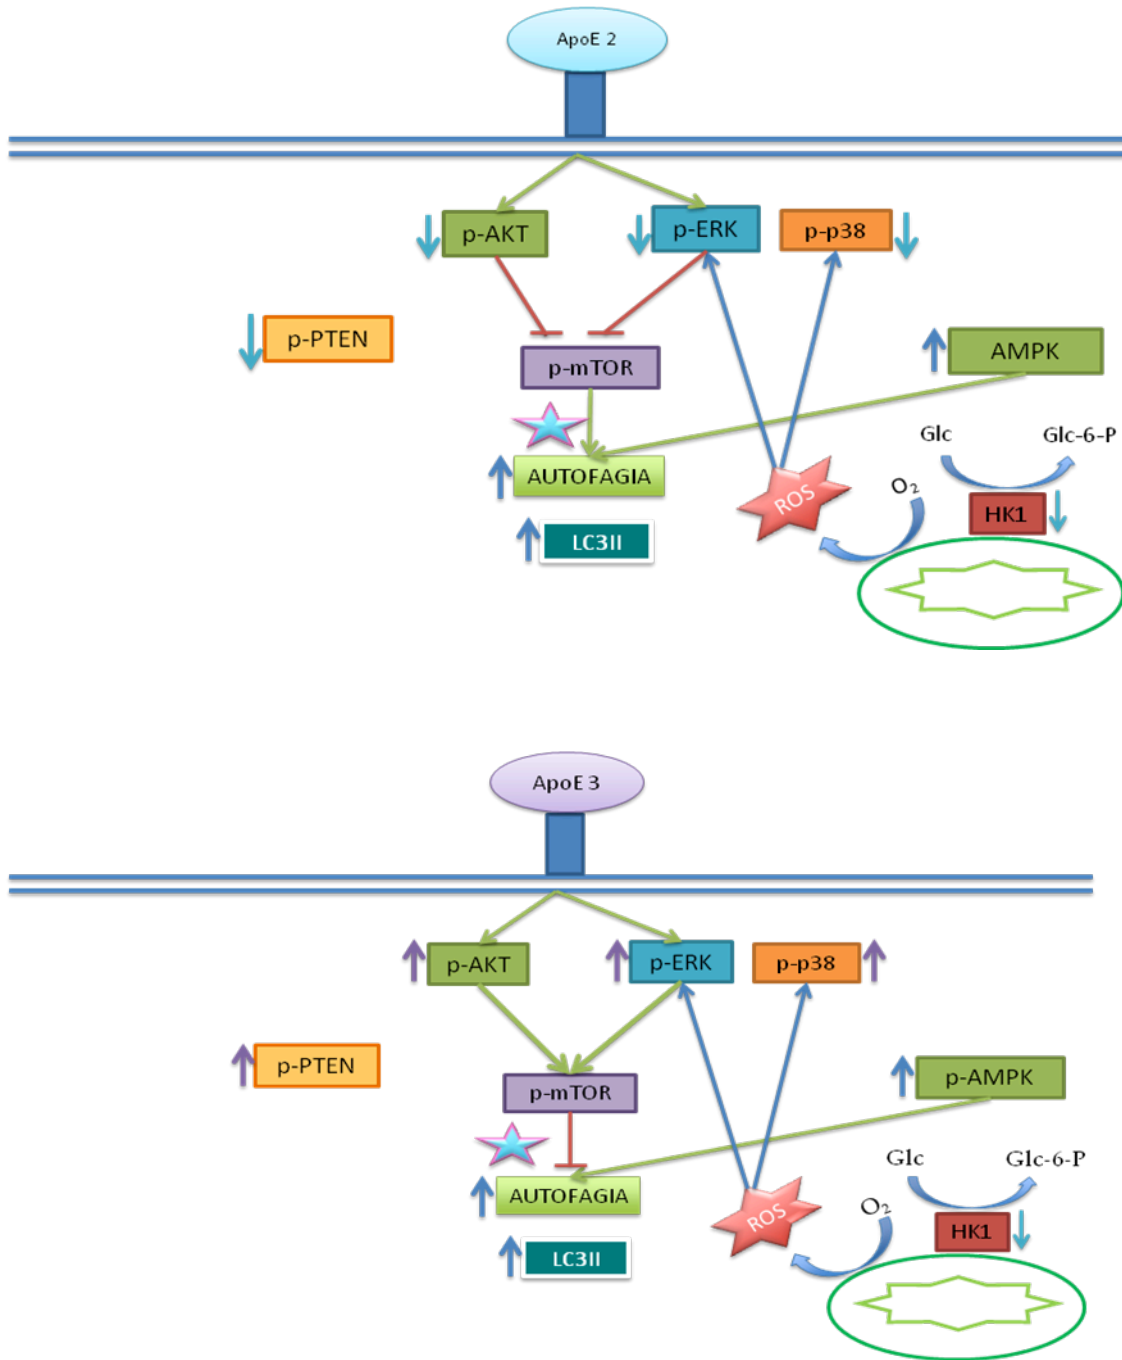 ApoE 2
p-AKT
p-ERK
p-p38
p-PTEN
p-mTOR
AMPK
Glc
Glc-6-P
AUTOFAGIA
ROS
O₂
HK1
LC3II
ApoE 3
p-AKT
p-ERK
p-p38
p-PTEN
p-mTOR
p-AMPK
Glc
Glc-6-P
AUTOFAGIA
ROS
O₂
HK1
LC3II